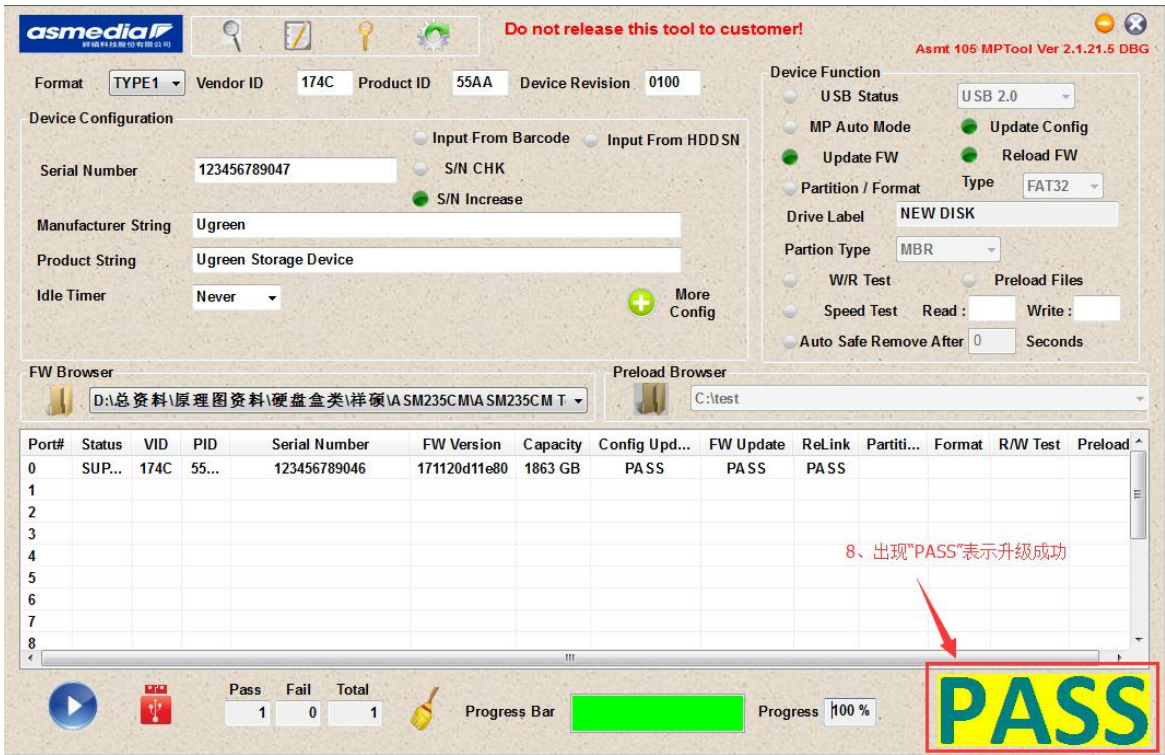 asmedia
祥碩科技股份有限公司
Do not release this tool to customer!
Asmt 105 MPTool Ver 2.1.21.5 DBG
Format TYPE1 Vendor ID 174C Product ID 55AA Device Revision 0100
Device Configuration
Input From Barcode Input From HDDSN
Serial Number 123456789047 S/N CHK
S/N Increase
Manufacturer String Ugreen
Product String Ugreen Storage Device
Idle Timer Never More Config
Device Function
USB Status USB 2.0
MP Auto Mode Update Config
Update FW Reload FW
Partition / Format Type FAT32
Drive Label NEW DISK
Partion Type MBR
W/R Test Preload Files
Speed Test Read : Write :
Auto Safe Remove After 0 Seconds
FW Browser
D:\总资料\原理图资料\硬盘盒类\祥硕\ASM235CM\ASM235CM T
Preload Browser
C:\test
Port# Status VID PID Serial Number FW Version Capacity Config Upd... FW Update ReLink Partiti... Format R/W Test Preload
0 SUP... 174C 55... 123456789046 171120d11e80 1863 GB PASS PASS PASS
1
2
3
4
5
6
7
8
8、出现“PASS”表示升级成功
Pass Fail Total
1 0 1
Progress Bar Progress 100 %
PASS